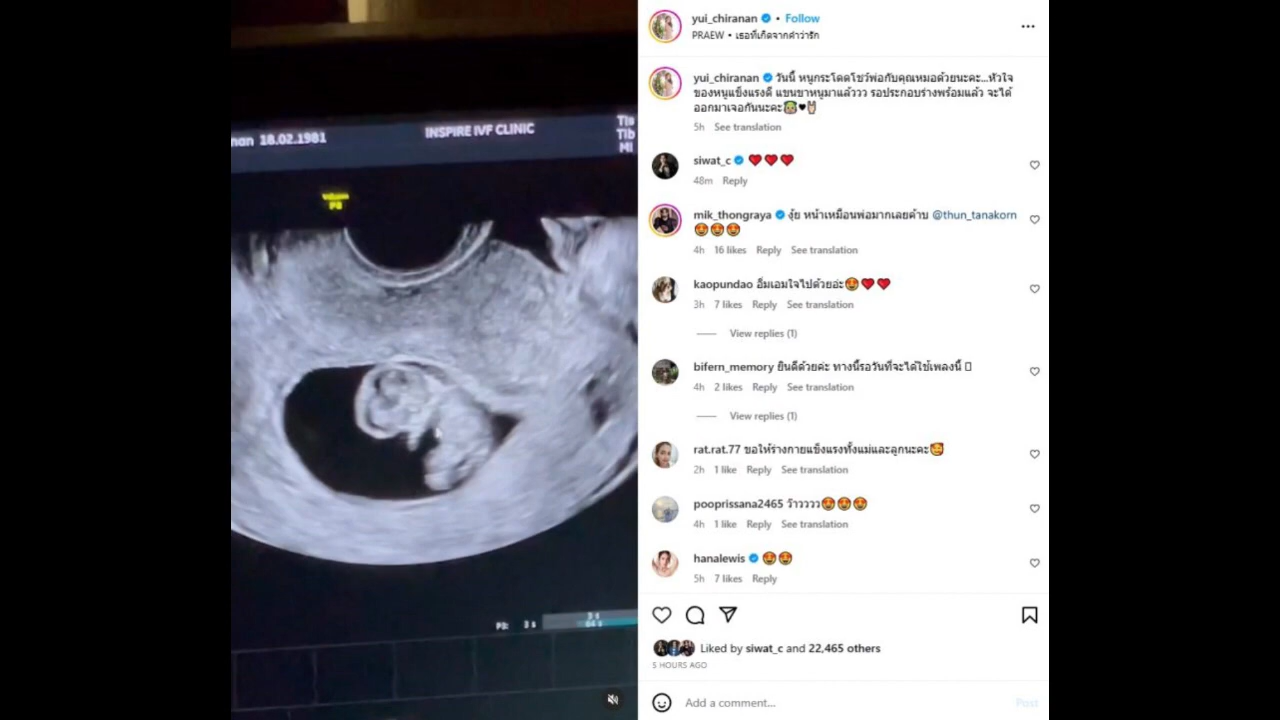 nan 18.02.1981
INSPIRE IVF CLINIC
TIs
Tib
MI
P3: 3 s
3 s
yui_chiranan • Follow
PRAEW • เธอที่เกิดจากคำว่ารัก
yui_chiranan วันนี้ หนูกระโดดโชว์พ่อกับคุณหมอด้วยนะคะ...หัวใจ
ของหนูแข็งแรงดี แขนขาหนูมาแล้ววว รอประกอบร่างพร้อมแล้ว จะได้
ออกมาเจอกันนะคะ
5h See translation
siwat_c ❤️❤️❤️
48m Reply
mik_thongraya งุ้ย หน้าเหมือนพ่อมากเลยค้าบ @thun_tanakorn
😍😍😍
4h 16 likes Reply See translation
kaopundao อิ่มเอมใจไปด้วยอ่ะ😍❤️❤️
3h 7 likes Reply See translation
View replies (1)
bifern_memory ยินดีด้วยค่ะ ทางนี้รอวันที่จะได้ใช้เพลงนี้
4h 2 likes Reply See translation
View replies (1)
rat.rat.77 ขอให้ร่างกายแข็งแรงทั้งแม่และลูกนะคะ🥰
2h 1 like Reply See translation
pooprissana2465 ว๊าวววว😍😍😍
4h 1 like Reply See translation
hanalewis 😍😍
5h 7 likes Reply
Liked by siwat_c and 22,465 others
5 HOURS AGO
Add a comment...
Post